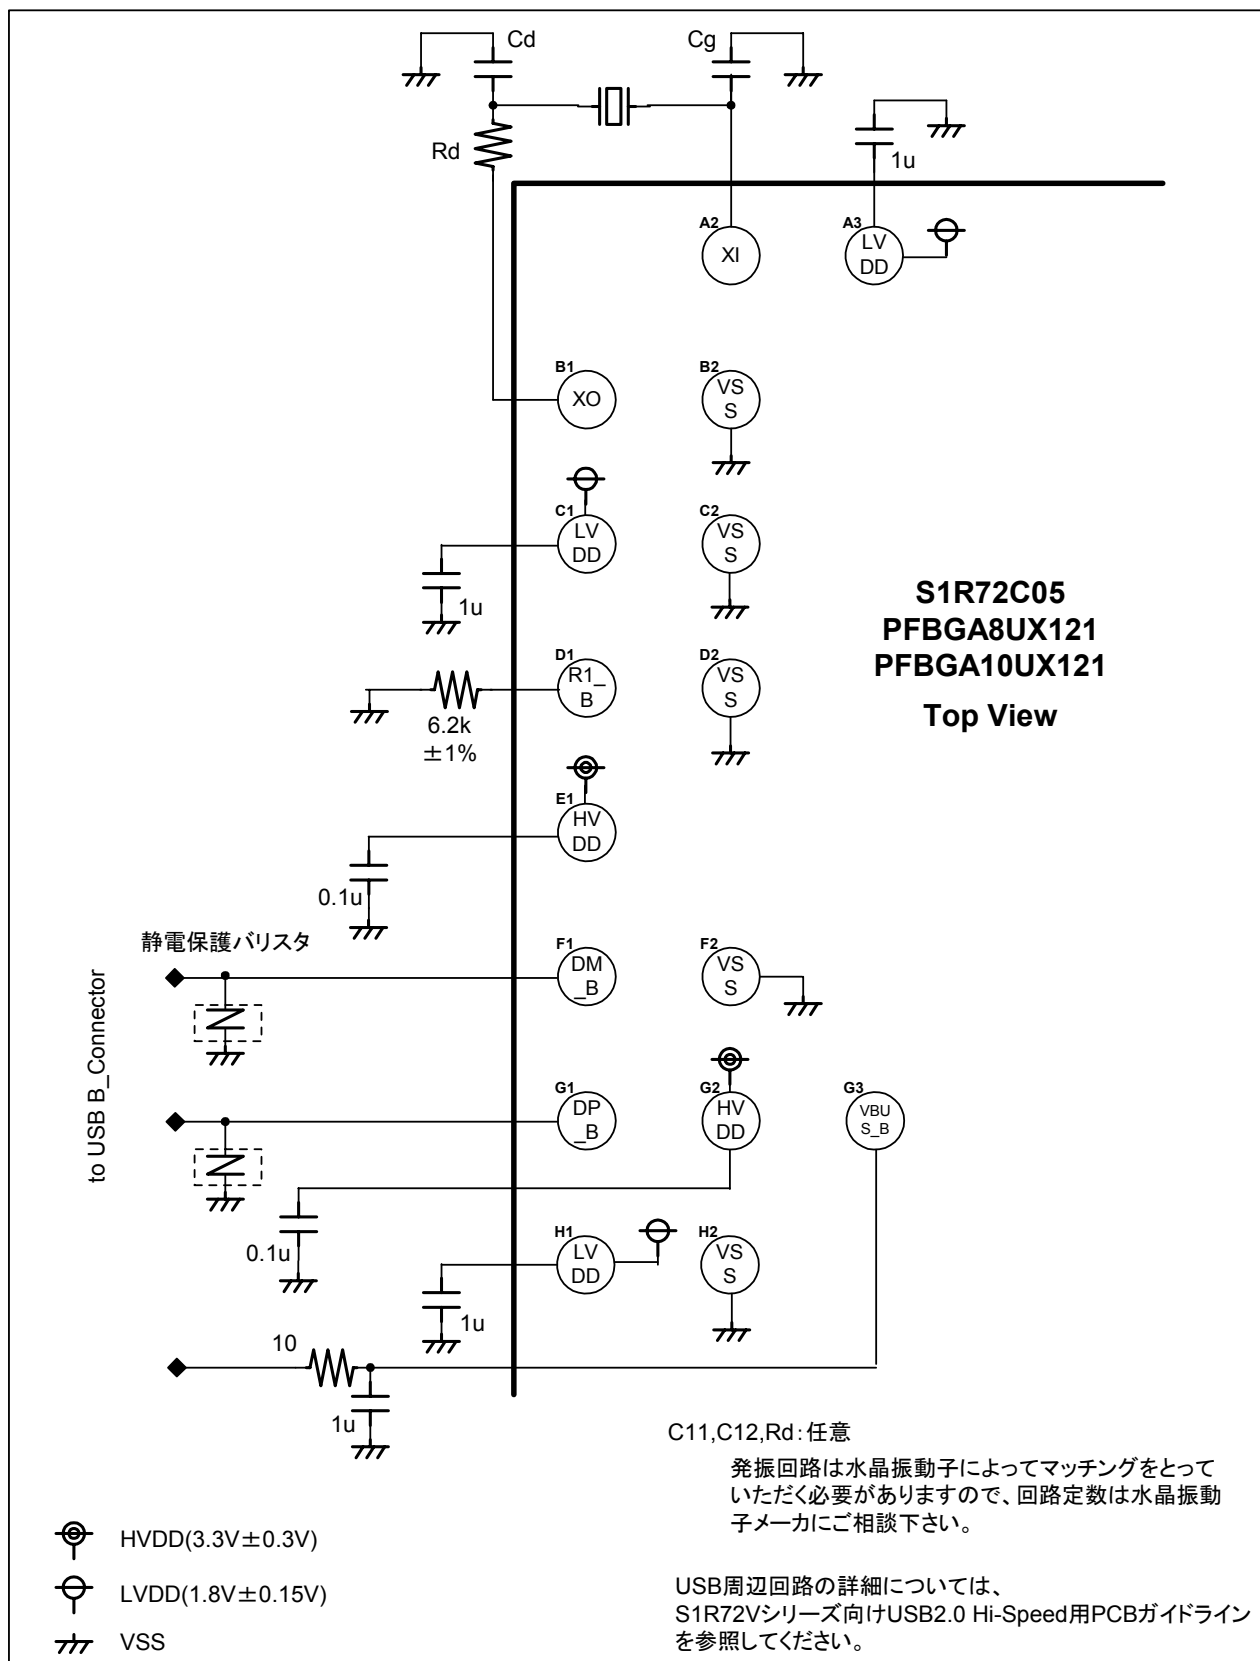 Cd
Cg
Rd
1u
A2
XI
A3
LV
DD
B1
XO
B2
VS
S
C1
LV
DD
C2
VS
S
1u
S1R72C05
PFBGA8UX121
PFBGA10UX121
Top View
D1
R1_
B
D2
VS
S
6.2k
±1%
E1
HV
DD
0.1u
静電保護バリスタ
to USB B_Connector
F1
DM
_B
F2
VS
S
G1
DP
_B
G2
HV
DD
G3
VBU
S_B
0.1u
H1
LV
DD
H2
VS
S
1u
10
1u
C11,C12,Rd:任意
発振回路は水晶振動子によってマッチングをとって
いただく必要がありますので、回路定数は水晶振動
子メーカにご相談下さい。
HVDD(3.3V±0.3V)
LVDD(1.8V±0.15V)
VSS
USB周辺回路の詳細については、
S1R72Vシリーズ向けUSB2.0 Hi-Speed用PCBガイドライン
を参照してください。